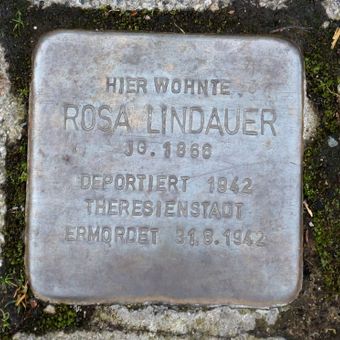 HIER WOHNTE
ROSA LINDAUER
JG. 1866
DEPORTIERT 1942
THERESIENSTADT
ERMORDET 31.8.1942